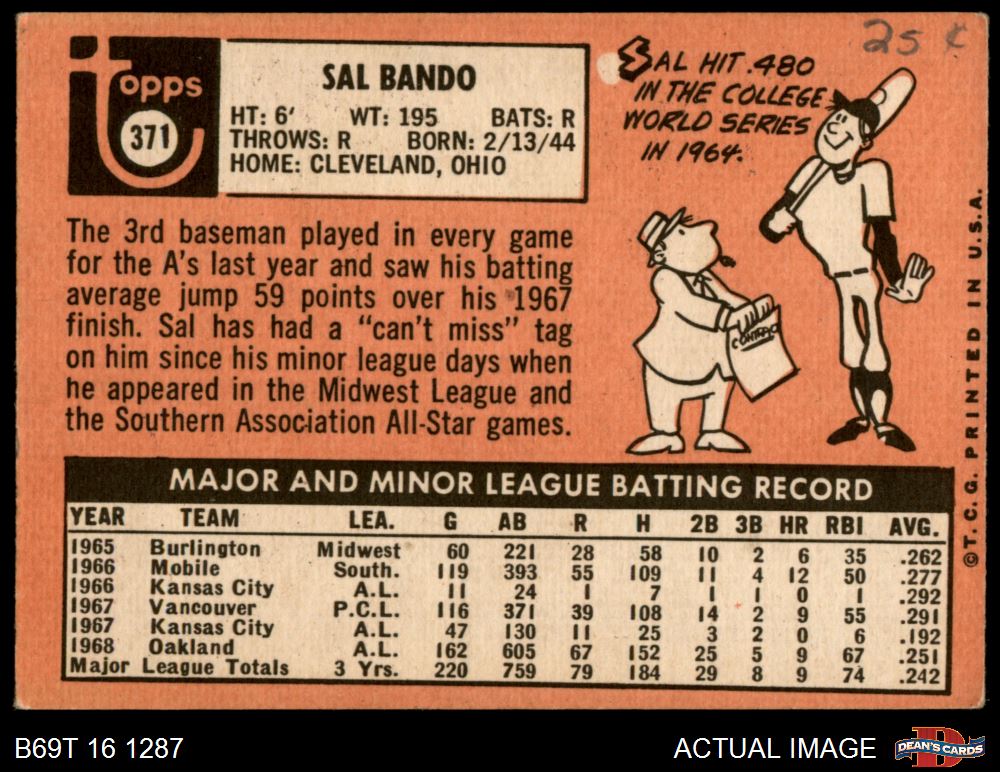 25 ¢
Topps
371
SAL BANDO
HT: 6' WT: 195 BATS: R
THROWS: R BORN: 2/13/44
HOME: CLEVELAND, OHIO
SAL HIT .480
IN THE COLLEGE
WORLD SERIES
IN 1964.
The 3rd baseman played in every game
for the A's last year and saw his batting
average jump 59 points over his 1967
finish. Sal has had a "can't miss" tag
on him since his minor league days when
he appeared in the Midwest League and
the Southern Association All-Star games.
CONTRAC
©T. C. G. PRINTED IN U.S.A.
MAJOR AND MINOR LEAGUE BATTING RECORD
YEAR TEAM LEA. G AB R H 2B 3B HR RBI AVG.
1965 Burlington Midwest 60 221 28 58 10 2 6 35 .262
1966 Mobile South. 119 393 55 109 11 4 12 50 .277
1966 Kansas City A.L. 11 24 1 7 1 1 0 1 .292
1967 Vancouver P.C.L. 116 371 39 108 14 2 9 55 .291
1967 Kansas City A.L. 47 130 11 25 3 2 0 6 .192
1968 Oakland A.L. 162 605 67 152 25 5 9 67 .251
Major League Totals 3 Yrs. 220 759 79 184 29 8 9 74 .242
B69T 16 1287
ACTUAL IMAGE
DEAN'S CARDS